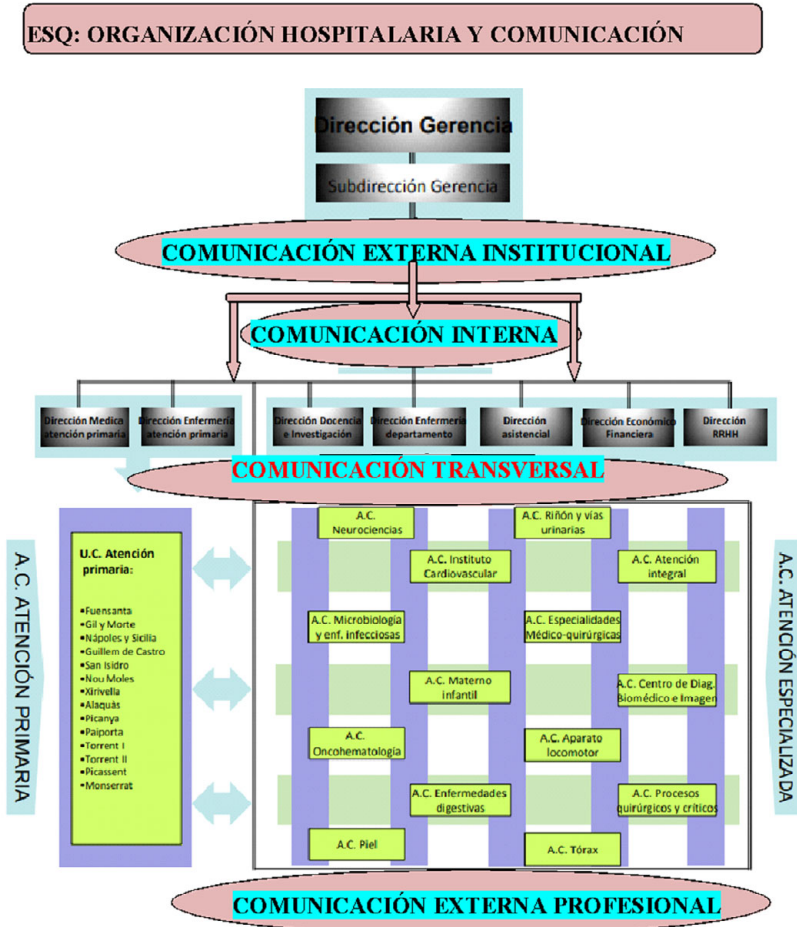 ESQ: ORGANIZACIÓN HOSPITALARIA Y COMUNICACIÓN
Dirección Gerencia
Subdirección Gerencia
COMUNICACIÓN EXTERNA INSTITUCIONAL
COMUNICACIÓN INTERNA
Dirección Medica
atención primaria
Dirección Enfermería
atención primaria
Dirección Docencia
e Investigación
Dirección Enfermería
departamento
Dirección
asistencial
Dirección Económico
Financiera
Dirección
RRHH
COMUNICACIÓN TRANSVERSAL
A.C. ATENCIÓN PRIMARIA
U.C. Atención
primaria:
•Fuensanta
•Gil y Morte
•Nápoles y Sicilia
•Guillem de Castro
•San Isidro
•Nou Moles
•Xirivella
•Alaquás
•Picanya
•Paiporta
•Torrent I
•Torrent II
•Picassent
•Monserrat
A.C.
Neurociencias
A.C. Riñón y vías
urinarias
A.C. Instituto
Cardiovascular
A.C. Atención
integral
A.C. Microbiología
y enf. infecciosas
A.C. Especialidades
Médico-quirúrgicas
A.C. Materno
infantil
A.C. Centro de Diag.
Biomédico e Imagen
A.C.
Oncohematología
A.C. Aparato
locomotor
A.C. Enfermedades
digestivas
A.C. Procesos
quirúrgicos y críticos
A.C. Piel
A.C. Tórax
A.C. ATENCIÓN ESPECIALIZADA
COMUNICACIÓN EXTERNA PROFESIONAL